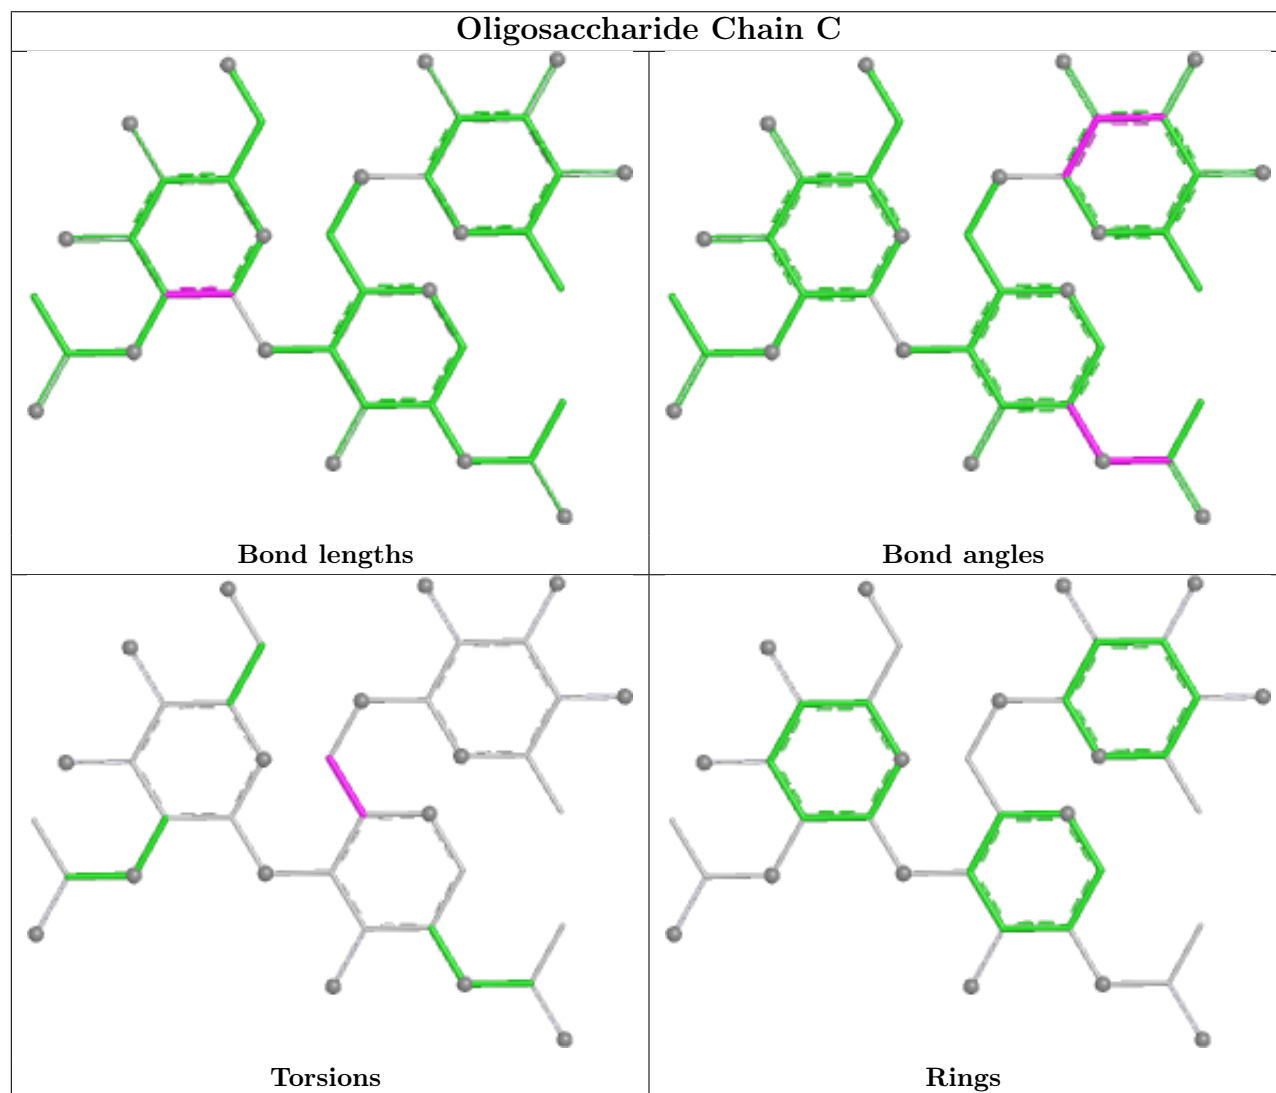 Oligosaccharide Chain C
Bond lengths
Bond angles
Torsions
Rings